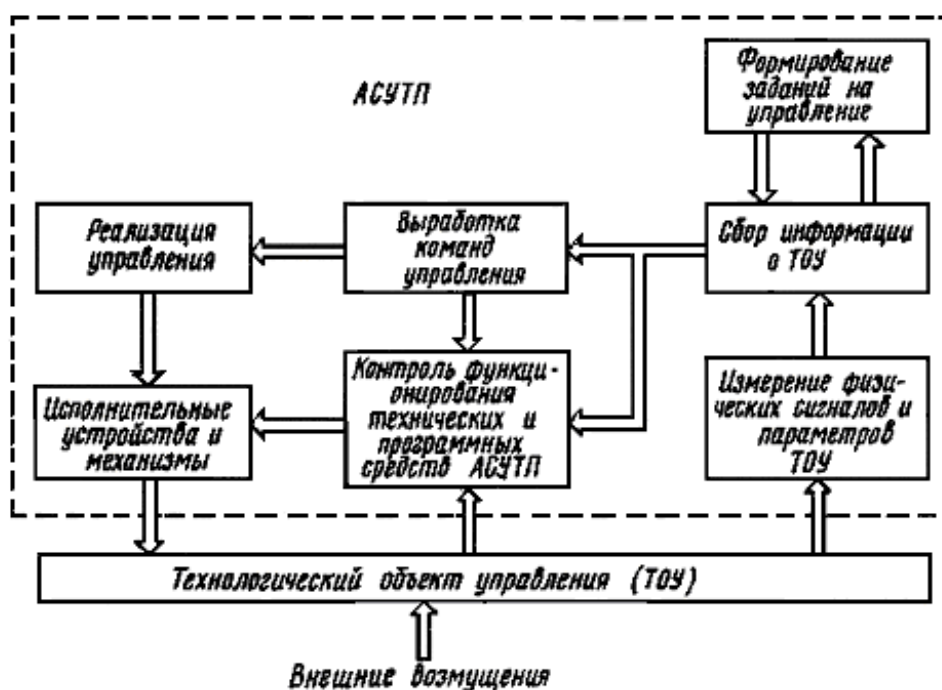 АСУТП
Формирование
заданий на
управление
Реализация
управления
Выработка
команд
управления
Сбор информации
о ТОУ
Исполнительные
устройства и
механизмы
Контроль функци-
онирования
технических и
программных
средств АСУТП
Измерение физи-
ческих сигналов и
параметров
ТОУ
Технологический объект управления (ТОУ)
Внешние возмущения